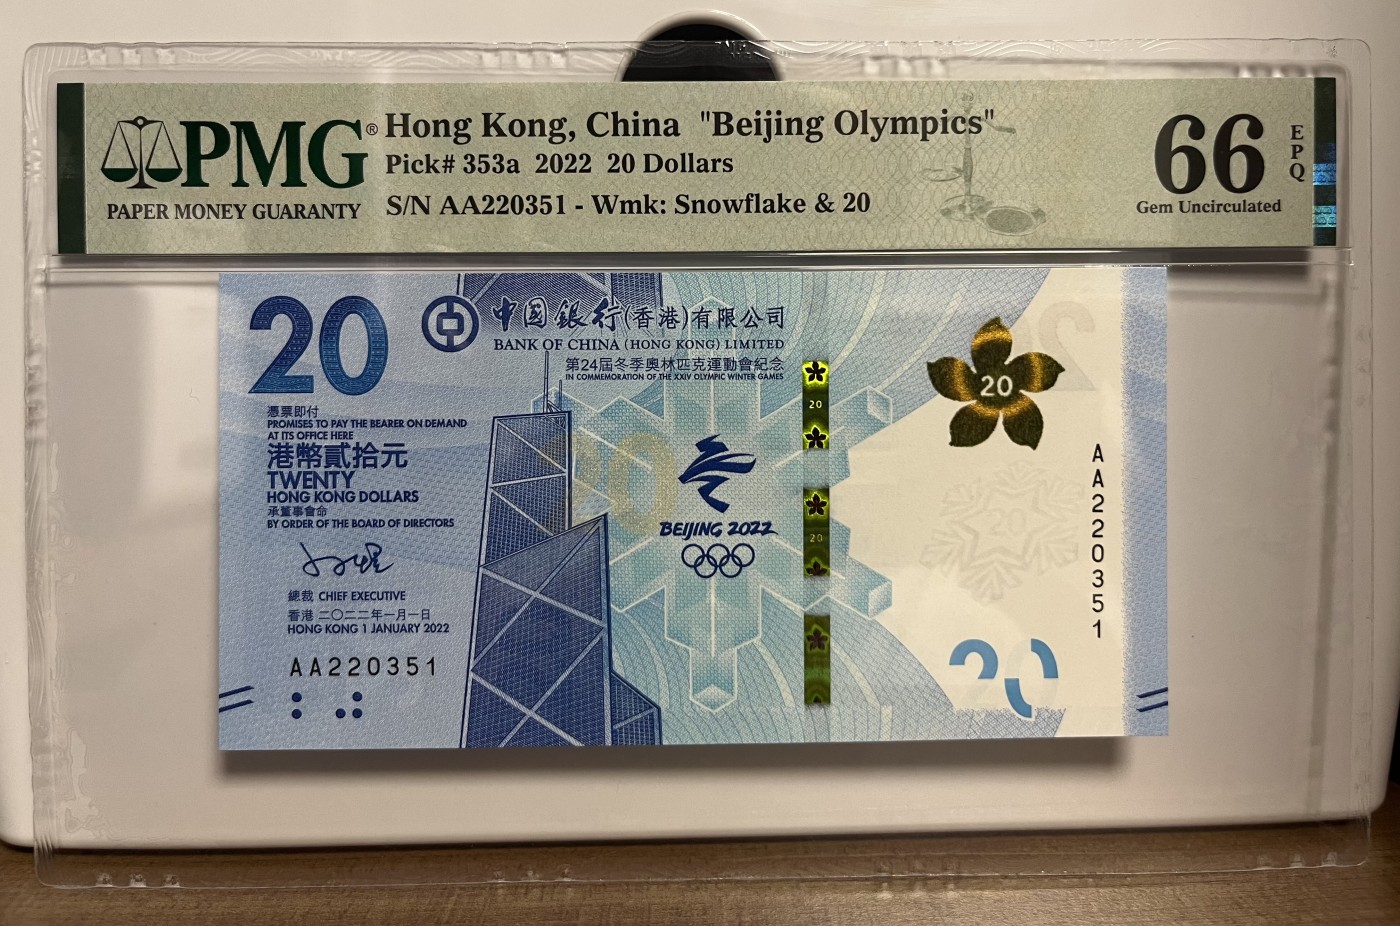 PMG®
PAPER MONEY GUARANTY
Hong Kong, China "Beijing Olympics"
Pick# 353a 2022 20 Dollars
S/N AA220351 - Wmk: Snowflake & 20
66
EPQ
Gem Uncirculated
20
中國銀行(香港)有限公司
BANK OF CHINA (HONG KONG) LIMITED
第24屆冬季奧林匹克運動會紀念
IN COMMEMORATION OF THE XXIV OLYMPIC WINTER GAMES
憑票即付
PROMISES TO PAY THE BEARER ON DEMAND
AT ITS OFFICE HERE
港幣貳拾元
TWENTY
HONG KONG DOLLARS
承董事會命
BY ORDER OF THE BOARD OF DIRECTORS
總裁 CHIEF EXECUTIVE
香港 二〇二二年一月一日
HONG KONG 1 JANUARY 2022
AA220351
20
BEIJING 2022
20
20
20
AA220351
20